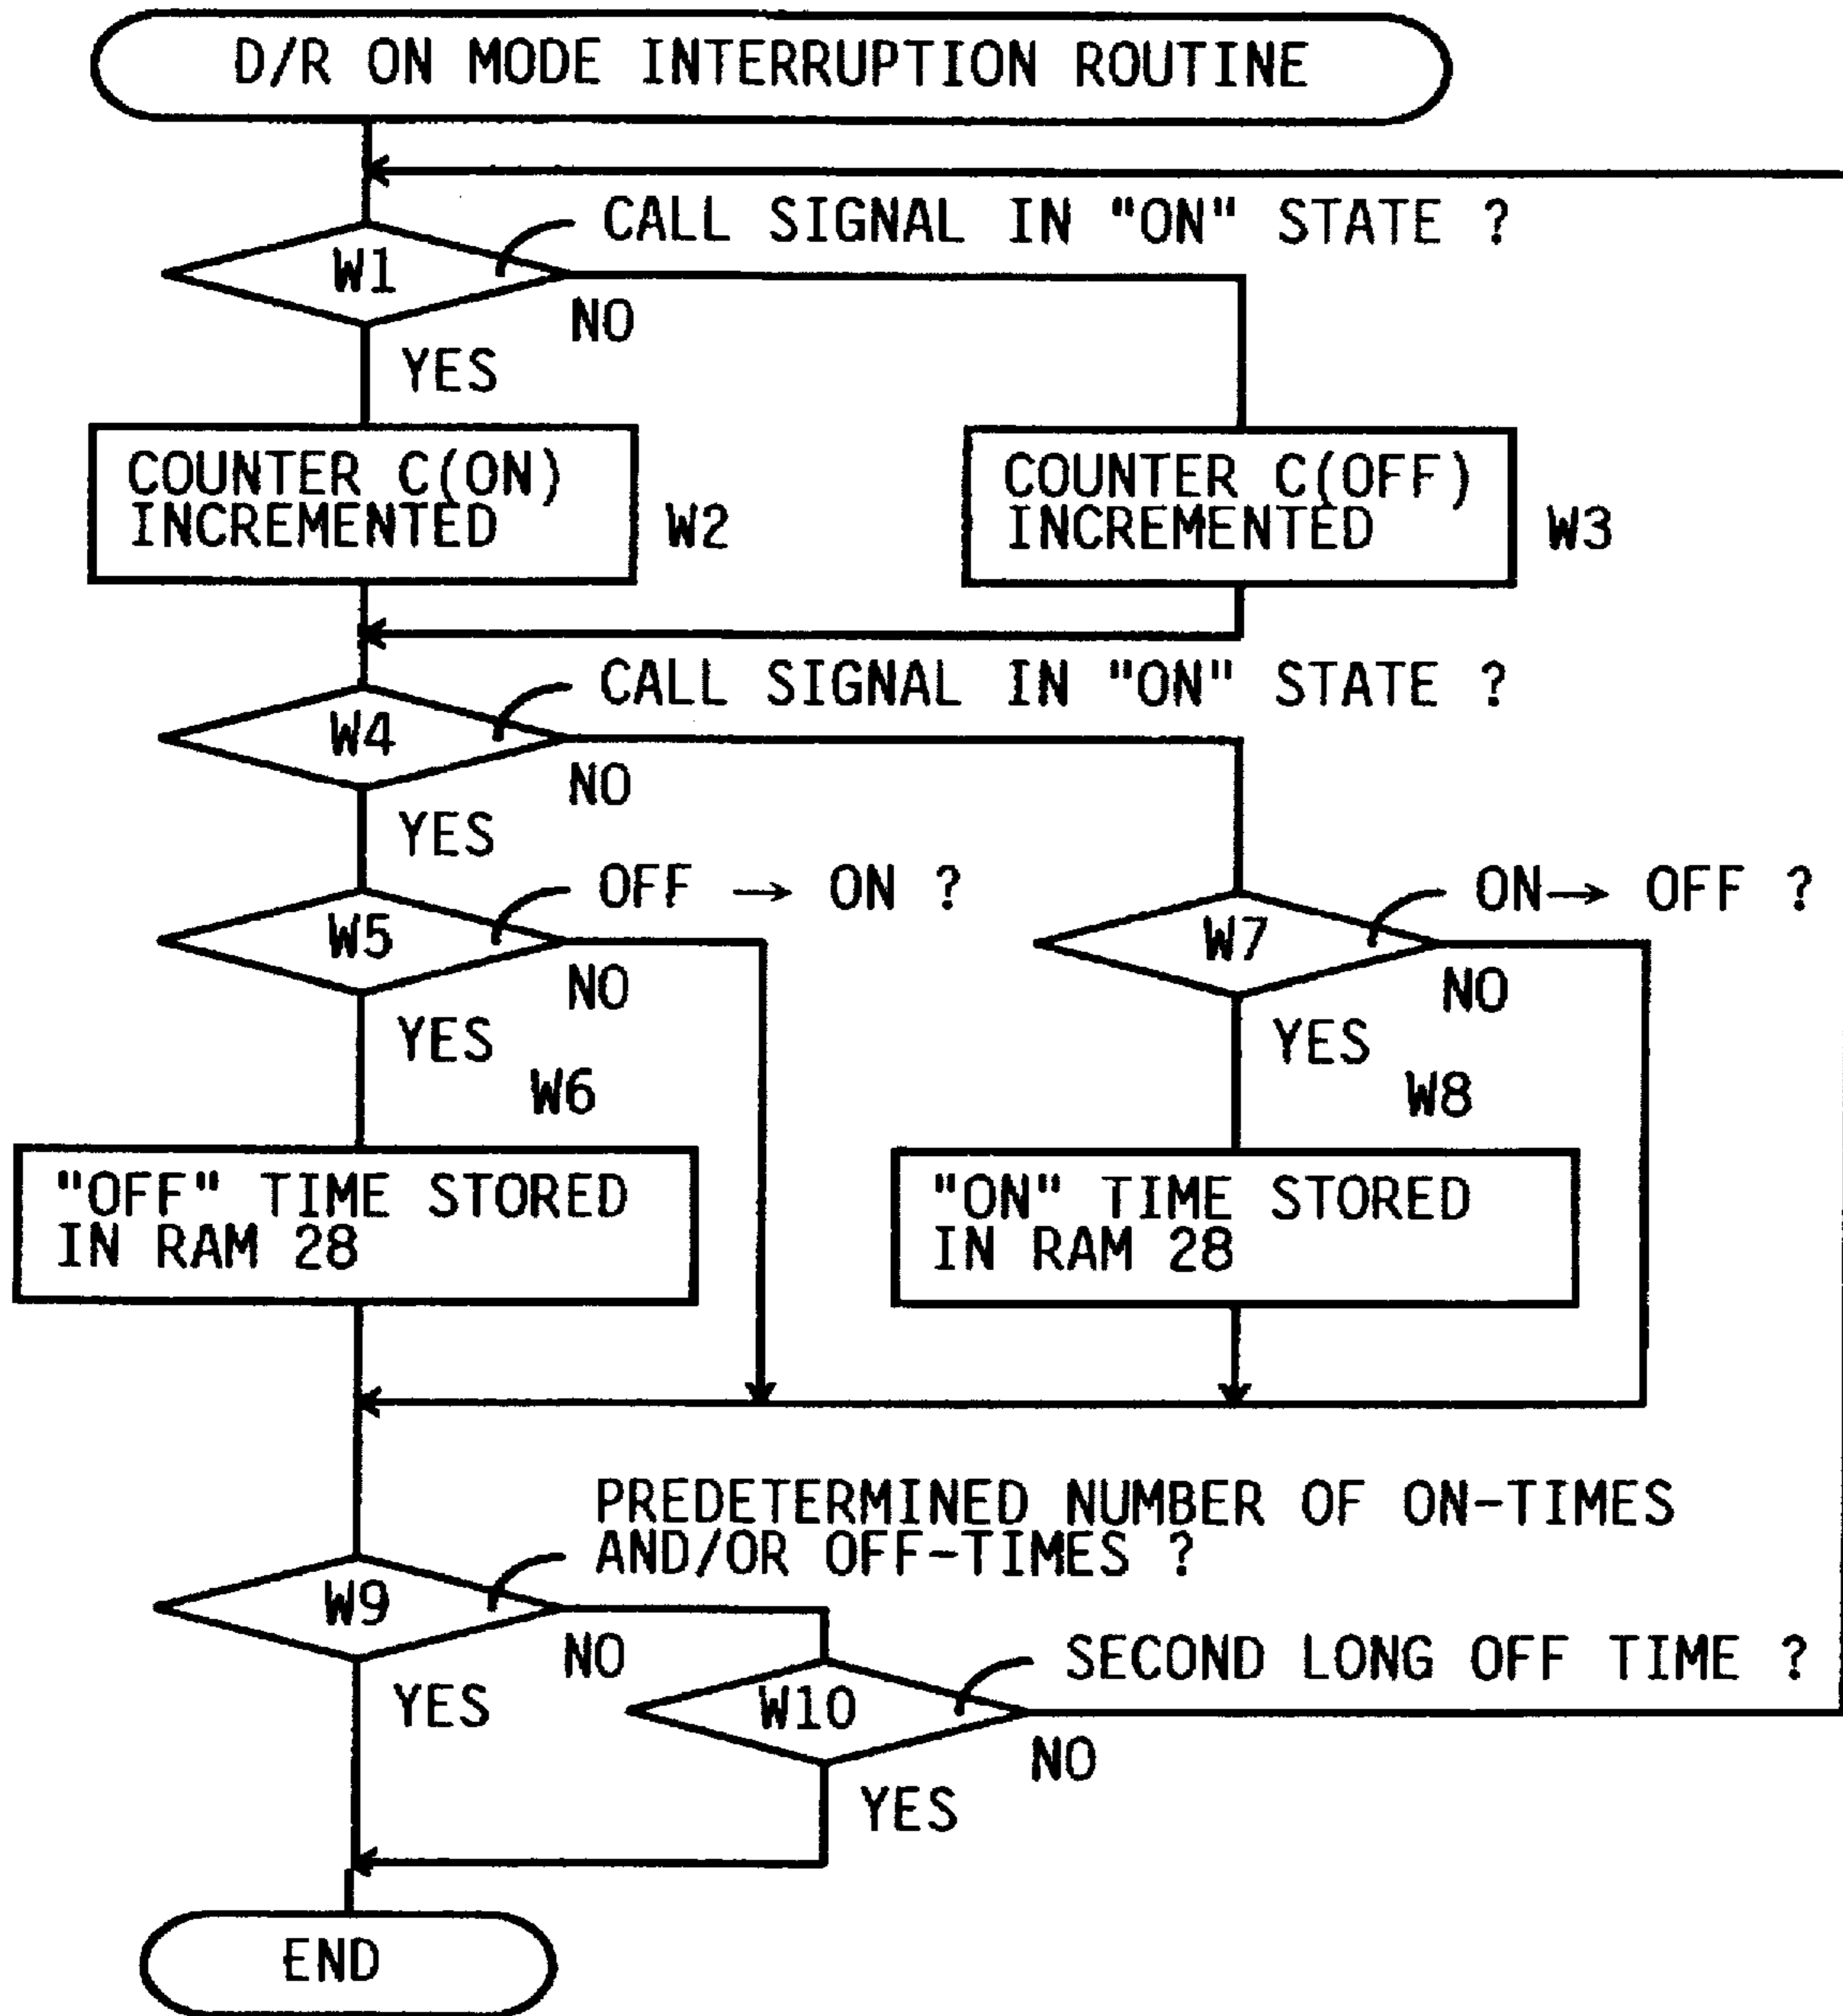 D/R ON MODE INTERRUPTION ROUTINE
CALL SIGNAL IN "ON" STATE ?
W1
NO
YES
COUNTER C(ON)
INCREMENTED
W2
COUNTER C(OFF)
INCREMENTED
W3
CALL SIGNAL IN "ON" STATE ?
W4
NO
YES
OFF → ON ?
W5
NO
YES
ON → OFF ?
W7
NO
YES
W6
W8
"OFF" TIME STORED
IN RAM 28
"ON" TIME STORED
IN RAM 28
PREDETERMINED NUMBER OF ON-TIMES
AND/OR OFF-TIMES ?
W9
NO
YES
SECOND LONG OFF TIME ?
W10
NO
YES
END